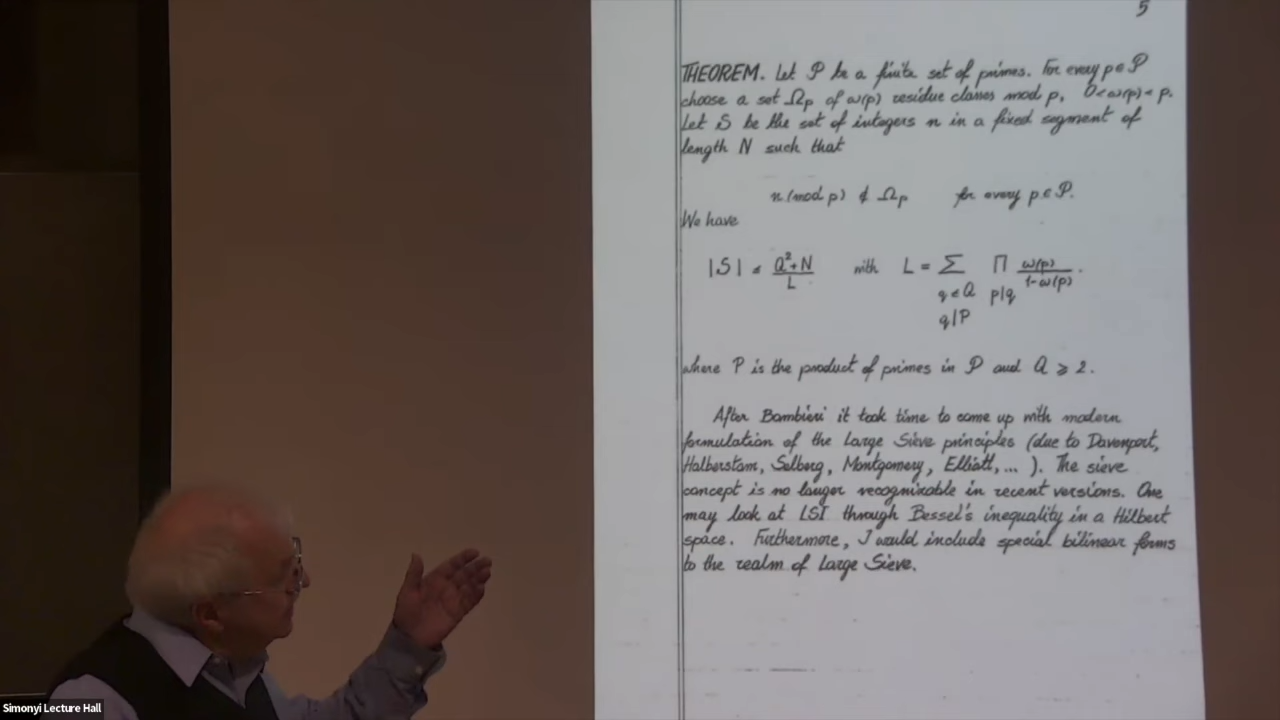 5
THEOREM. Let P be a finite set of primes. For every p ∈ P
choose a set Ωp of ω(p) residue classes mod p, 0 < ω(p) < p.
Let S be the set of integers n in a fixed segment of
length N such that
n (mod p) ∉ Ωp for every p ∈ P.
We have
|S| ≤ (Q²+N)/L with L = Σ_{q≤Q, q|P} Π_{p|q} ω(p)/(1-ω(p)).
where P is the product of primes in P and Q ⩾ 2.
After Bombieri it took time to come up with modern
formulation of the Large Sieve principles (due to Davenport,
Halberstam, Selberg, Montgomery, Elliatt, ... ). The sieve
concept is no longer recognizable in recent versions. One
may look at LSI through Bessel's inequality in a Hilbert
space. Furthermore, I would include special bilinear forms
to the realm of Large Sieve.
Simonyi Lecture Hall